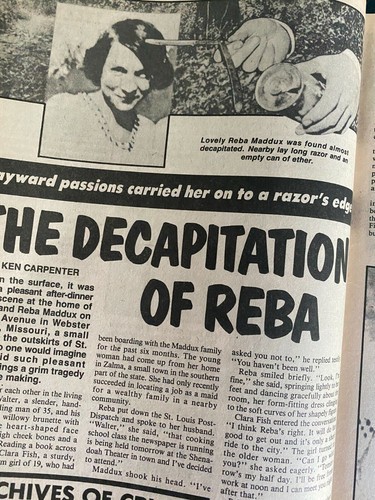 Lovely Reba Maddux was found almost
decapitated. Nearby lay long razor and an
empty can of ether.
ayward passions carried her on to a razor's edge
THE DECAPITATION
OF REBA
KEN CARPENTER
n the surface, it was
a pleasant after-dinner
scene at the home of
and Reba Maddux on
Avenue in Webster
, Missouri, a small
the outskirts of St.
o one would imagine
id such pleasant
ings a grim tragedy
e making.
r each other in the living
Walter, a slender, hand-
ing man of 35, and his
willowy brunette with
e heart-shaped face
igh cheek bones and a
Reading a book across
Clara Fish, a sturdy,
m girl of 19, who had
been boarding with the Maddux family
for the past six months. The young
woman had come up from her home
in Zalma, a small town in the southern
part of the state. She had only recently
succeeded in locating a job as a maid
for a wealthy family in a nearby
community.
Reba put down the St. Louis Post-
Dispatch and spoke to her husband.
"Walter," she said, "that cooking
school class the newspaper is running
is being held tomorrow at the Shenan-
doah Theater in town and I've decided
to attend."
Maddux shook his head, "I've
asked you not to," he replied
"You haven't been well."
Reba smiled briefly. "Look, I'm
fine," she said, springing lightly to
feet and dancing gracefully about
room, her form-fitting dress
to the soft curves of her shapely
Clara Fish entered the conversation
"I think Reba's right. It will
good to get out and it's only a
ride to the city." The girl turned to
the older woman. "Can I
you?" she asked eagerly. "Tomor-
row's my half day. I'll be
work at noon and I can most
after that."
CHIVES OF